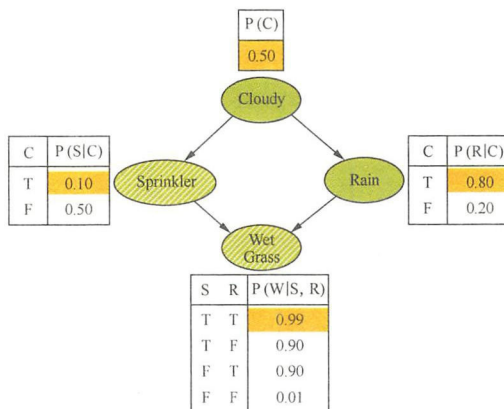 P (C)
0.50
Cloudy
C P (S|C)
T 0.10
F 0.50
Sprinkler
Rain
C P (R|C)
T 0.80
F 0.20
Wet
Grass
S R P (W|S, R)
T T 0.99
T F 0.90
F T 0.90
F F 0.01